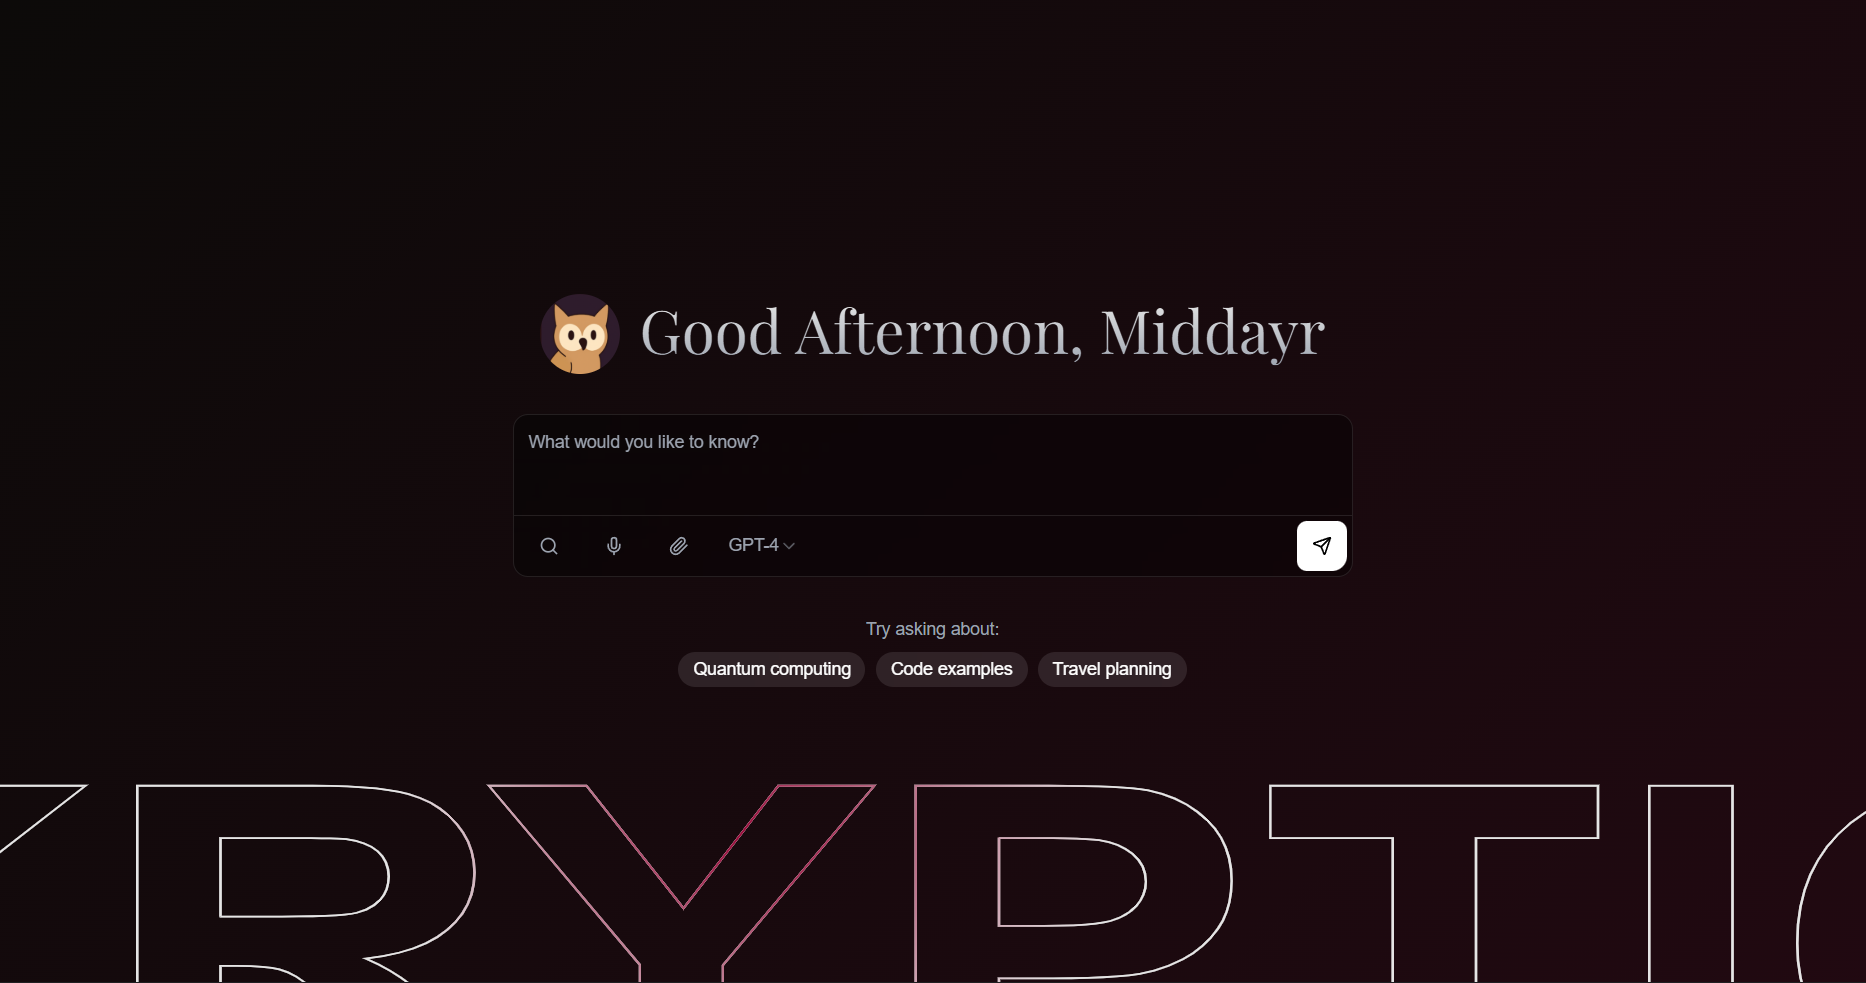 Good Afternoon, Middayr
What would you like to know?
GPT-4
Try asking about:
Quantum computing
Code examples
Travel planning
KRYPTIC